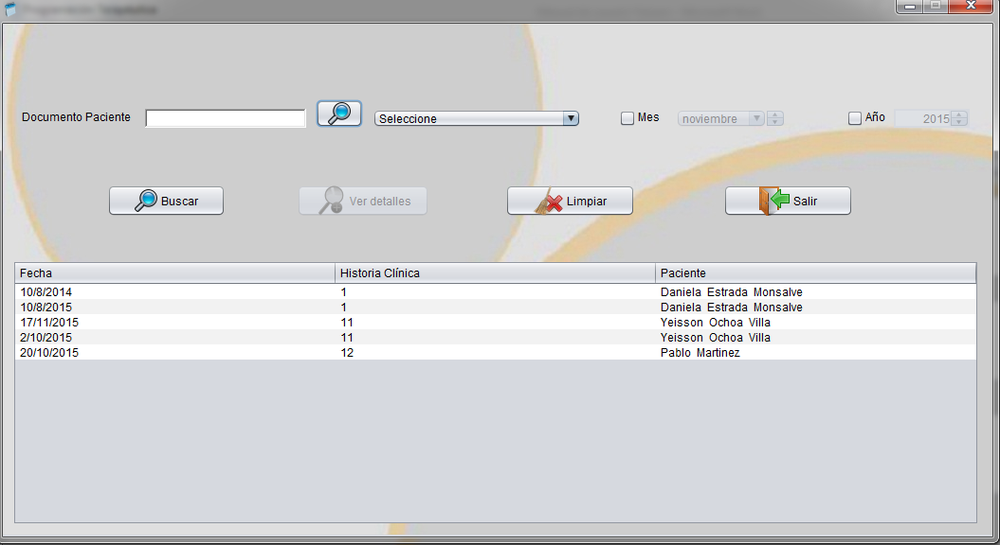 Programación Terapéutica
Documento Paciente Seleccione Mes noviembre Año 2015
Buscar Ver detalles Limpiar Salir
Fecha Historia Clínica Paciente
10/8/2014 1 Daniela Estrada Monsalve
10/8/2015 1 Daniela Estrada Monsalve
17/11/2015 11 Yeisson Ochoa Villa
2/10/2015 11 Yeisson Ochoa Villa
20/10/2015 12 Pablo Martinez